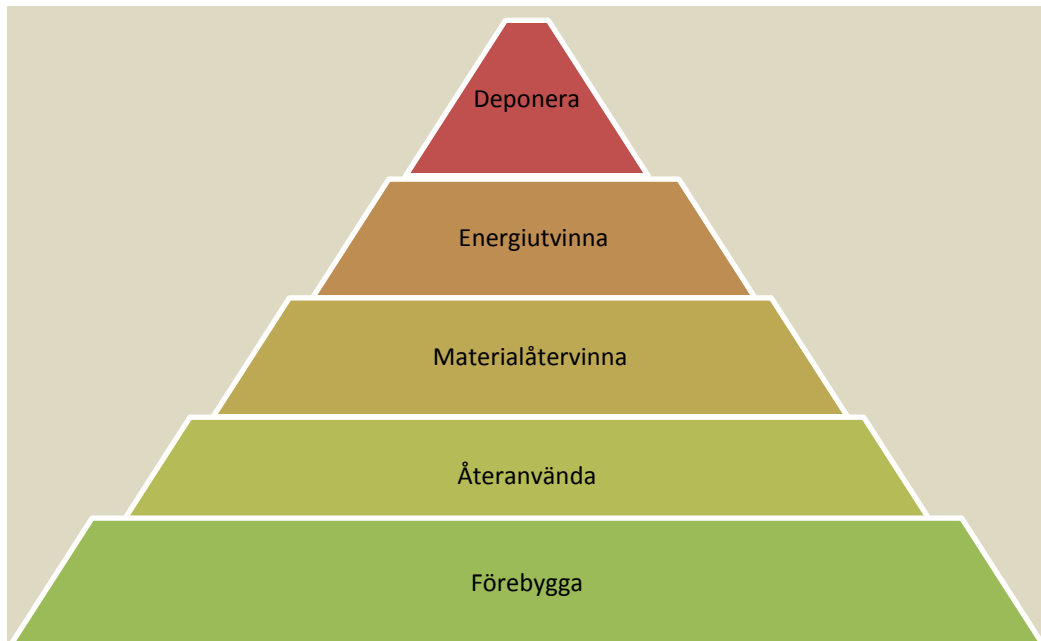 Deponera
Energiutvinna
Materialåtervinna
Återanvända
Förebygga